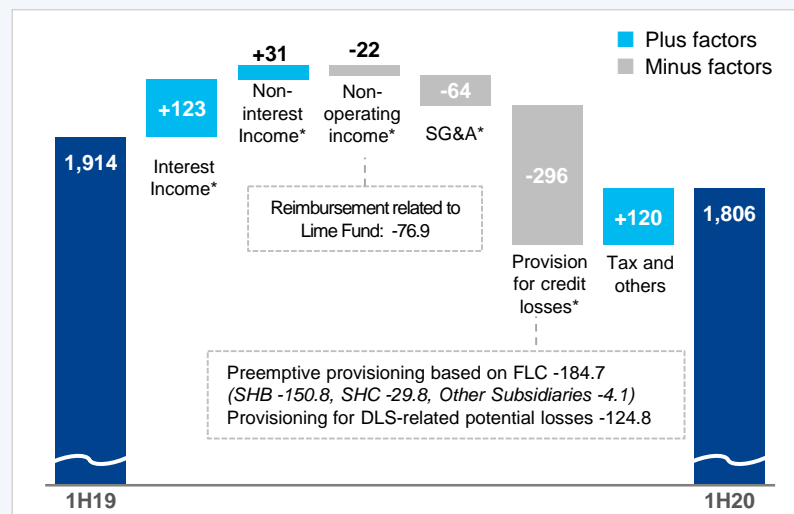 Plus factors
Minus factors
+31
-22
+123
Non-
interest
Income*
Non-
operating
income*
-64
SG&A*
1,914
Interest
Income*
-296
+120
1,806
Reimbursement related to
Lime Fund: -76.9
Provision
for credit
losses*
Tax and
others
Preemptive provisioning based on FLC -184.7
(SHB -150.8, SHC -29.8, Other Subsidiaries -4.1)
Provisioning for DLS-related potential losses -124.8
1H19
1H20